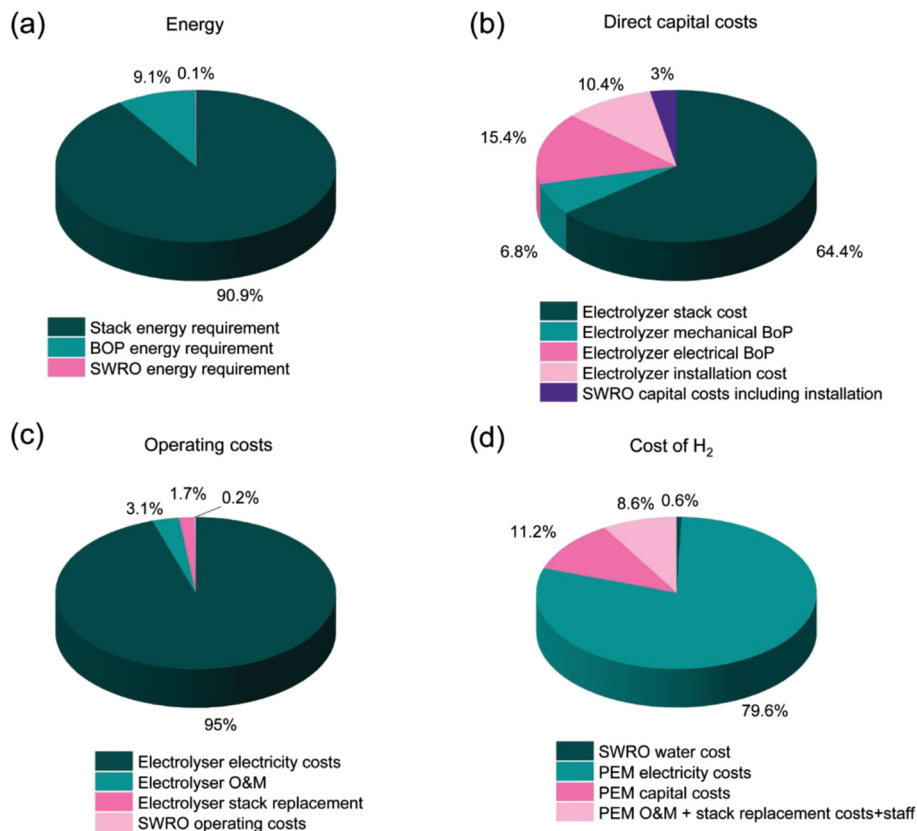 (a)
Energy
9.1%
0.1%
90.9%
Stack energy requirement
BOP energy requirement
SWRO energy requirement
(b)
Direct capital costs
3%
10.4%
15.4%
6.8%
64.4%
Electrolyzer stack cost
Electrolyzer mechanical BoP
Electrolyzer electrical BoP
Electrolyzer installation cost
SWRO capital costs including installation
(c)
Operating costs
1.7%
0.2%
3.1%
95%
Electrolyser electricity costs
Electrolyser O&M
Electrolyser stack replacement
SWRO operating costs
(d)
Cost of H₂
8.6%
0.6%
11.2%
79.6%
SWRO water cost
PEM electricity costs
PEM capital costs
PEM O&M + stack replacement costs+staff